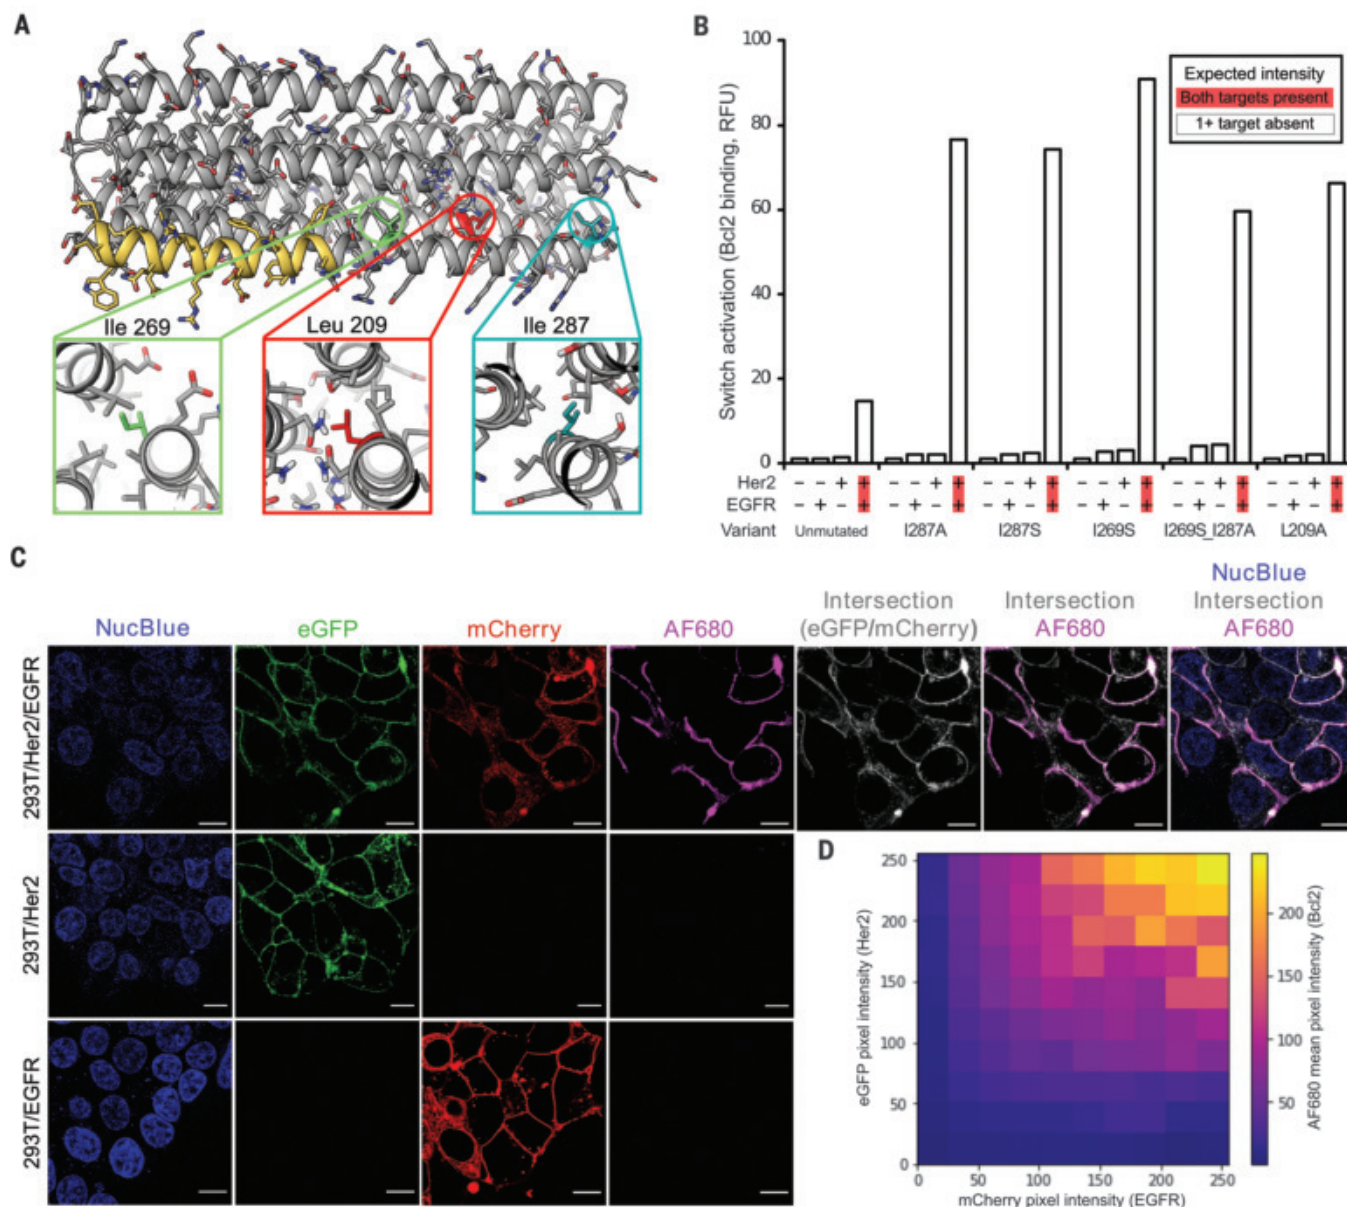 A
Ile 269
Leu 209
Ile 287
B
Switch activation (Bcl2 binding, RFU)
100
80
60
40
20
0
Expected intensity
Both targets present
1+ target absent
Her2 – – + + – – + + – – + + – – + + – – + + – – + +
EGFR – + – + – + – + – + – + – + – + – + – + – + – +
Variant Unmutated I287A I287S I269S I269S_I287A L209A
C
NucBlue
eGFP
mCherry
AF680
Intersection
(eGFP/mCherry)
Intersection
AF680
NucBlue
Intersection
AF680
293T/Her2/EGFR
293T/Her2
293T/EGFR
D
eGFP pixel intensity (Her2)
250
200
150
100
50
0
0 50 100 150 200 250
mCherry pixel intensity (EGFR)
200
150
100
50
AF680 mean pixel intensity (Bcl2)